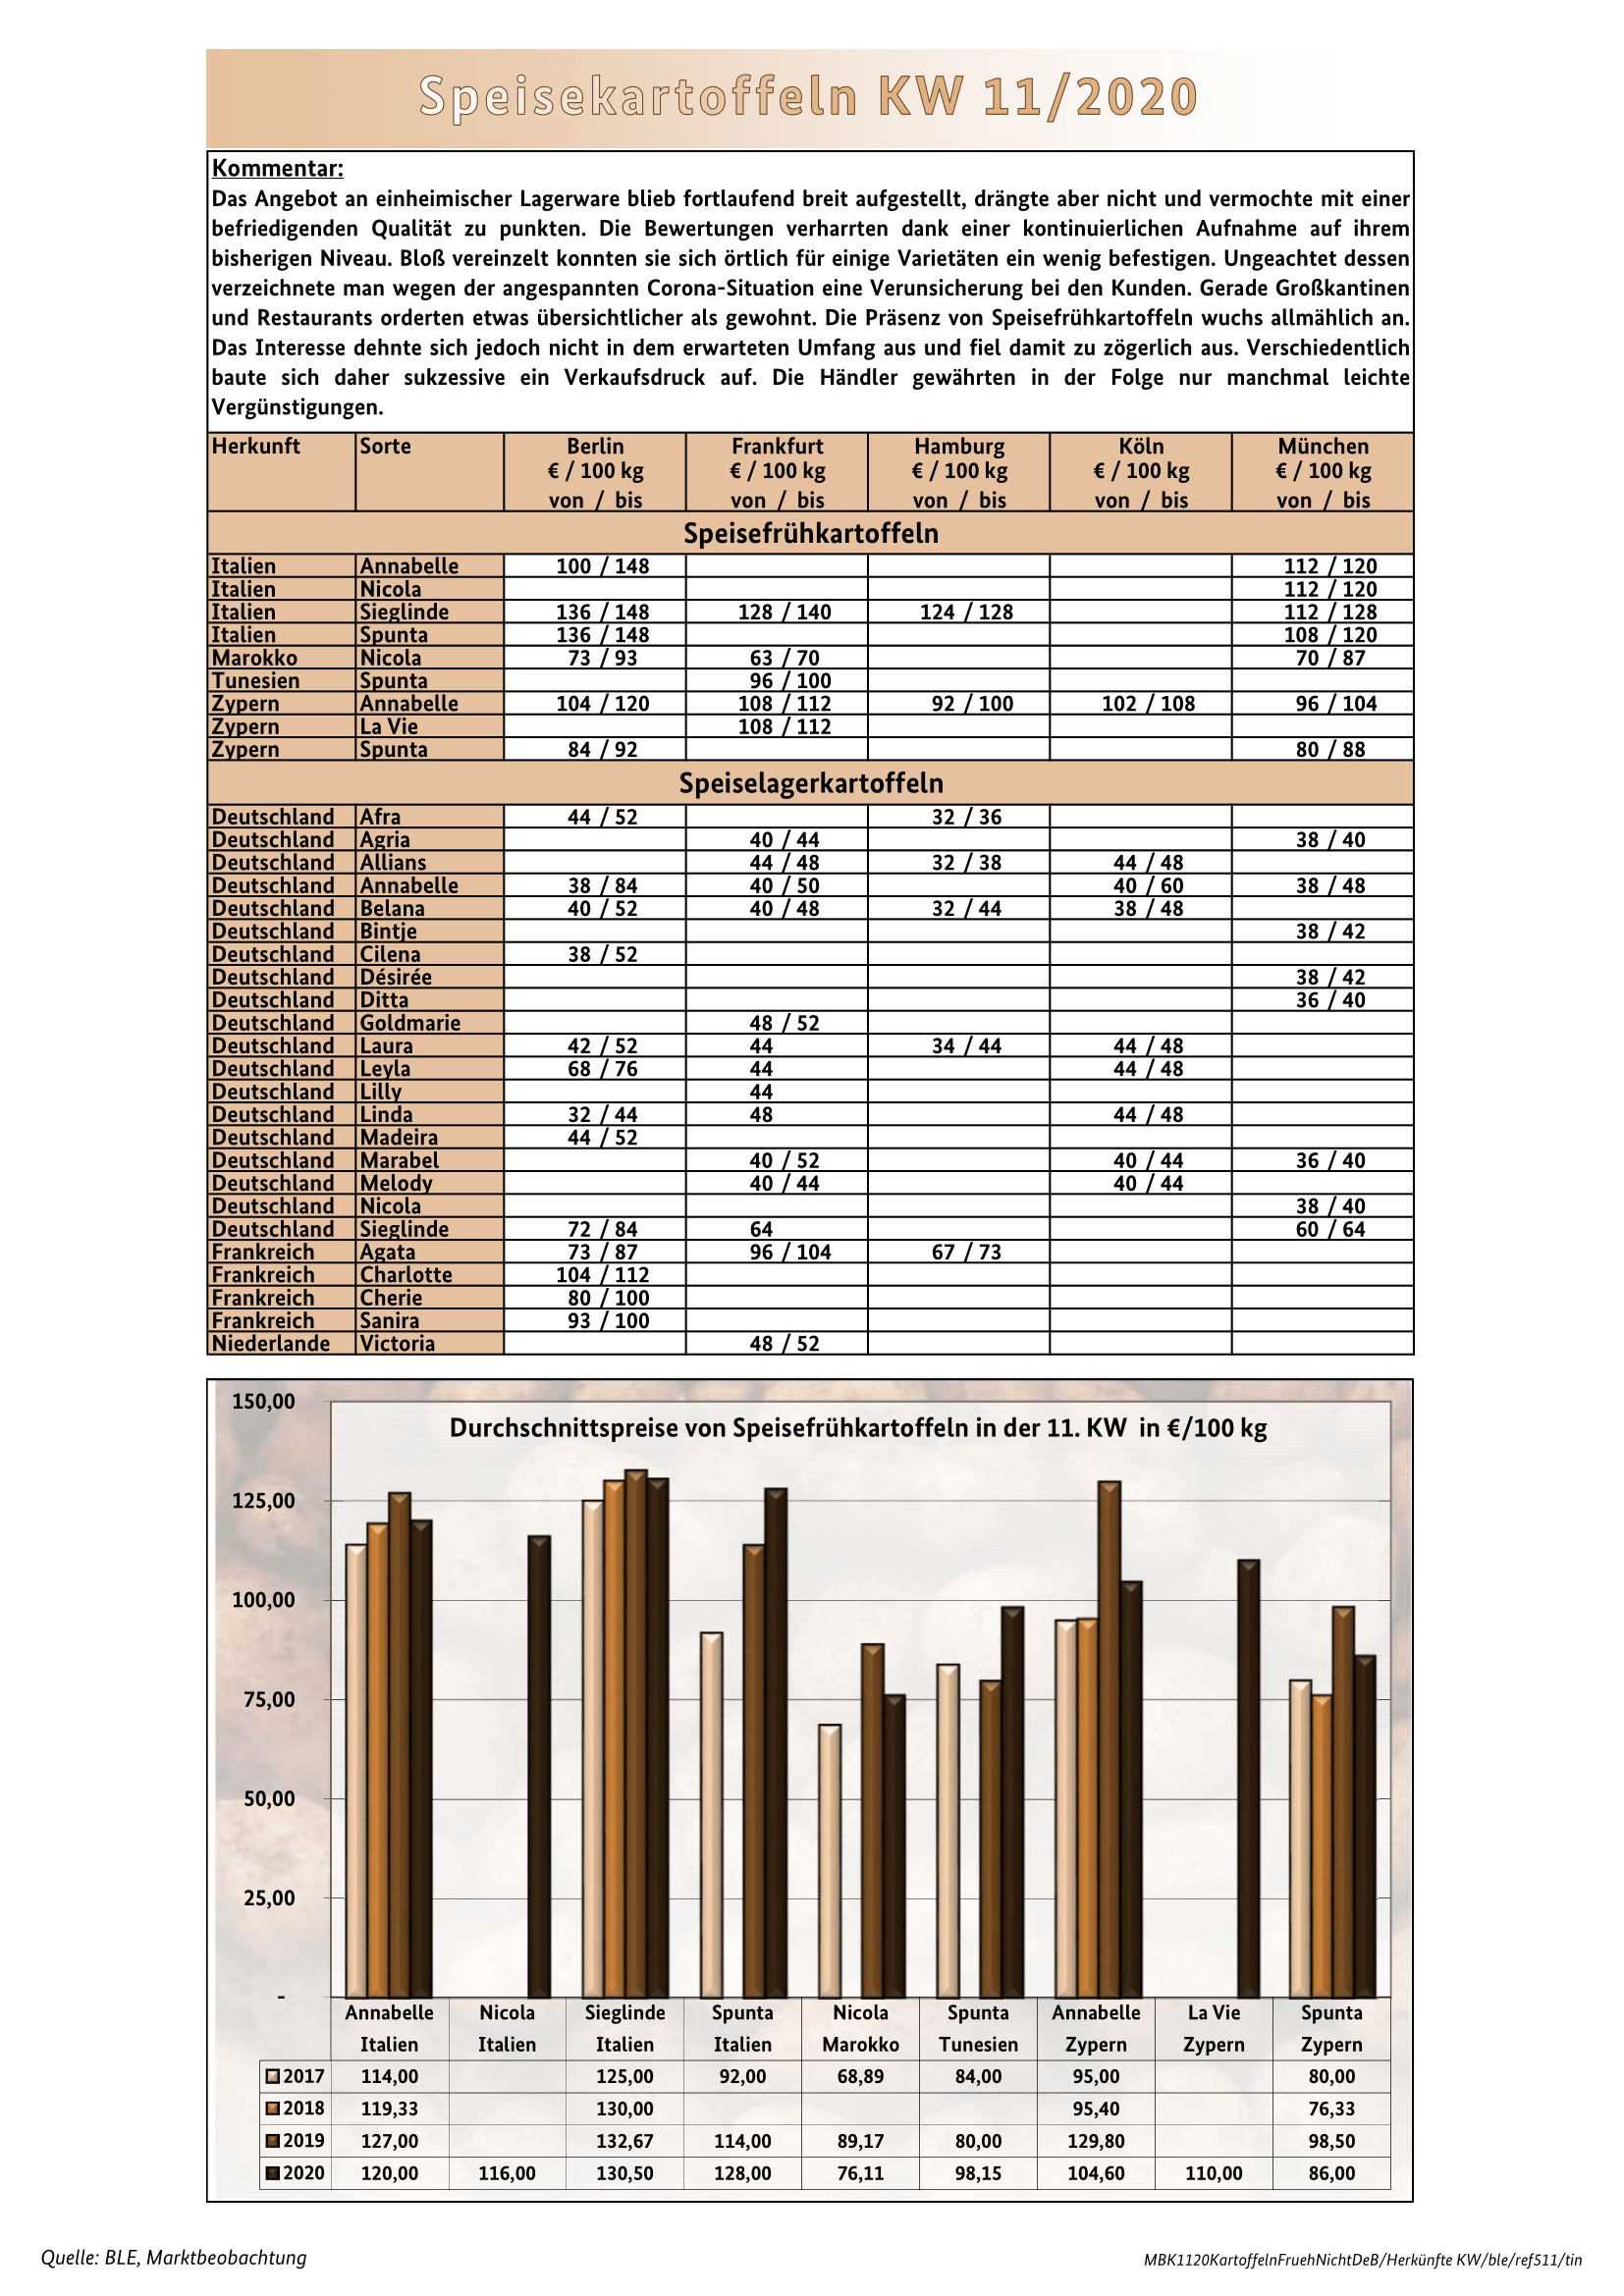 Speisekartoffeln KW 11/2020
Kommentar:
Das Angebot an einheimischer Lagerware blieb fortlaufend breit aufgestellt, drängte aber nicht und vermochte mit einer
befriedigenden Qualität zu punkten. Die Bewertungen verharrten dank einer kontinuierlichen Aufnahme auf ihrem
bisherigen Niveau. Bloß vereinzelt konnten sie sich örtlich für einige Varietäten ein wenig befestigen. Ungeachtet dessen
verzeichnete man wegen der angespannten Corona-Situation eine Verunsicherung bei den Kunden. Gerade Großkantinen
und Restaurants orderten etwas übersichtlicher als gewohnt. Die Präsenz von Speisefrühkartoffeln wuchs allmählich an.
Das Interesse dehnte sich jedoch nicht in dem erwarteten Umfang aus und fiel damit zu zögerlich aus. Verschiedentlich
baute sich daher sukzessive ein Verkaufsdruck auf. Die Händler gewährten in der Folge nur manchmal leichte
Vergünstigungen.
Herkunft Sorte Berlin Frankfurt Hamburg Köln München
€ / 100 kg € / 100 kg € / 100 kg € / 100 kg € / 100 kg
von / bis von / bis von / bis von / bis von / bis
Speisefrühkartoffeln
Italien Annabelle 100 / 148 112 / 120
Italien Nicola 112 / 120
Italien Sieglinde 136 / 148 128 / 140 124 / 128 112 / 128
Italien Spunta 136 / 148 108 / 120
Marokko Nicola 73 / 93 63 / 70 70 / 87
Tunesien Spunta 96 / 100
Zypern Annabelle 104 / 120 108 / 112 92 / 100 102 / 108 96 / 104
Zypern La Vie 108 / 112
Zypern Spunta 84 / 92 80 / 88
Speiselagerkartoffeln
Deutschland Afra 44 / 52 32 / 36
Deutschland Agria 40 / 44 38 / 40
Deutschland Allians 44 / 48 32 / 38 44 / 48
Deutschland Annabelle 38 / 84 40 / 50 40 / 60 38 / 48
Deutschland Belana 40 / 52 40 / 48 32 / 44 38 / 48
Deutschland Bintje 38 / 42
Deutschland Cilena 38 / 52
Deutschland Désirée 38 / 42
Deutschland Ditta 36 / 40
Deutschland Goldmarie 48 / 52
Deutschland Laura 42 / 52 44 34 / 44 44 / 48
Deutschland Leyla 68 / 76 44 44 / 48
Deutschland Lilly 44
Deutschland Linda 32 / 44 48 44 / 48
Deutschland Madeira 44 / 52
Deutschland Marabel 40 / 52 40 / 44 36 / 40
Deutschland Melody 40 / 44 40 / 44
Deutschland Nicola 38 / 40
Deutschland Sieglinde 72 / 84 64 60 / 64
Frankreich Agata 73 / 87 96 / 104 67 / 73
Frankreich Charlotte 104 / 112
Frankreich Cherie 80 / 100
Frankreich Sanira 93 / 100
Niederlande Victoria 48 / 52
Durchschnittspreise von Speisefrühkartoffeln in der 11. KW in €/100 kg
150,00
125,00
100,00
75,00
50,00
25,00
-
Annabelle Nicola Sieglinde Spunta Nicola Spunta Annabelle La Vie Spunta
Italien Italien Italien Italien Marokko Tunesien Zypern Zypern Zypern
2017 114,00 125,00 92,00 68,89 84,00 95,00 80,00
2018 119,33 130,00 95,40 76,33
2019 127,00 132,67 114,00 89,17 80,00 129,80 98,50
2020 120,00 116,00 130,50 128,00 76,11 98,15 104,60 110,00 86,00
Quelle: BLE, Marktbeobachtung
MBK1120KartoffelnFruehNichtDeB/Herkünfte KW/ble/ref511/tin